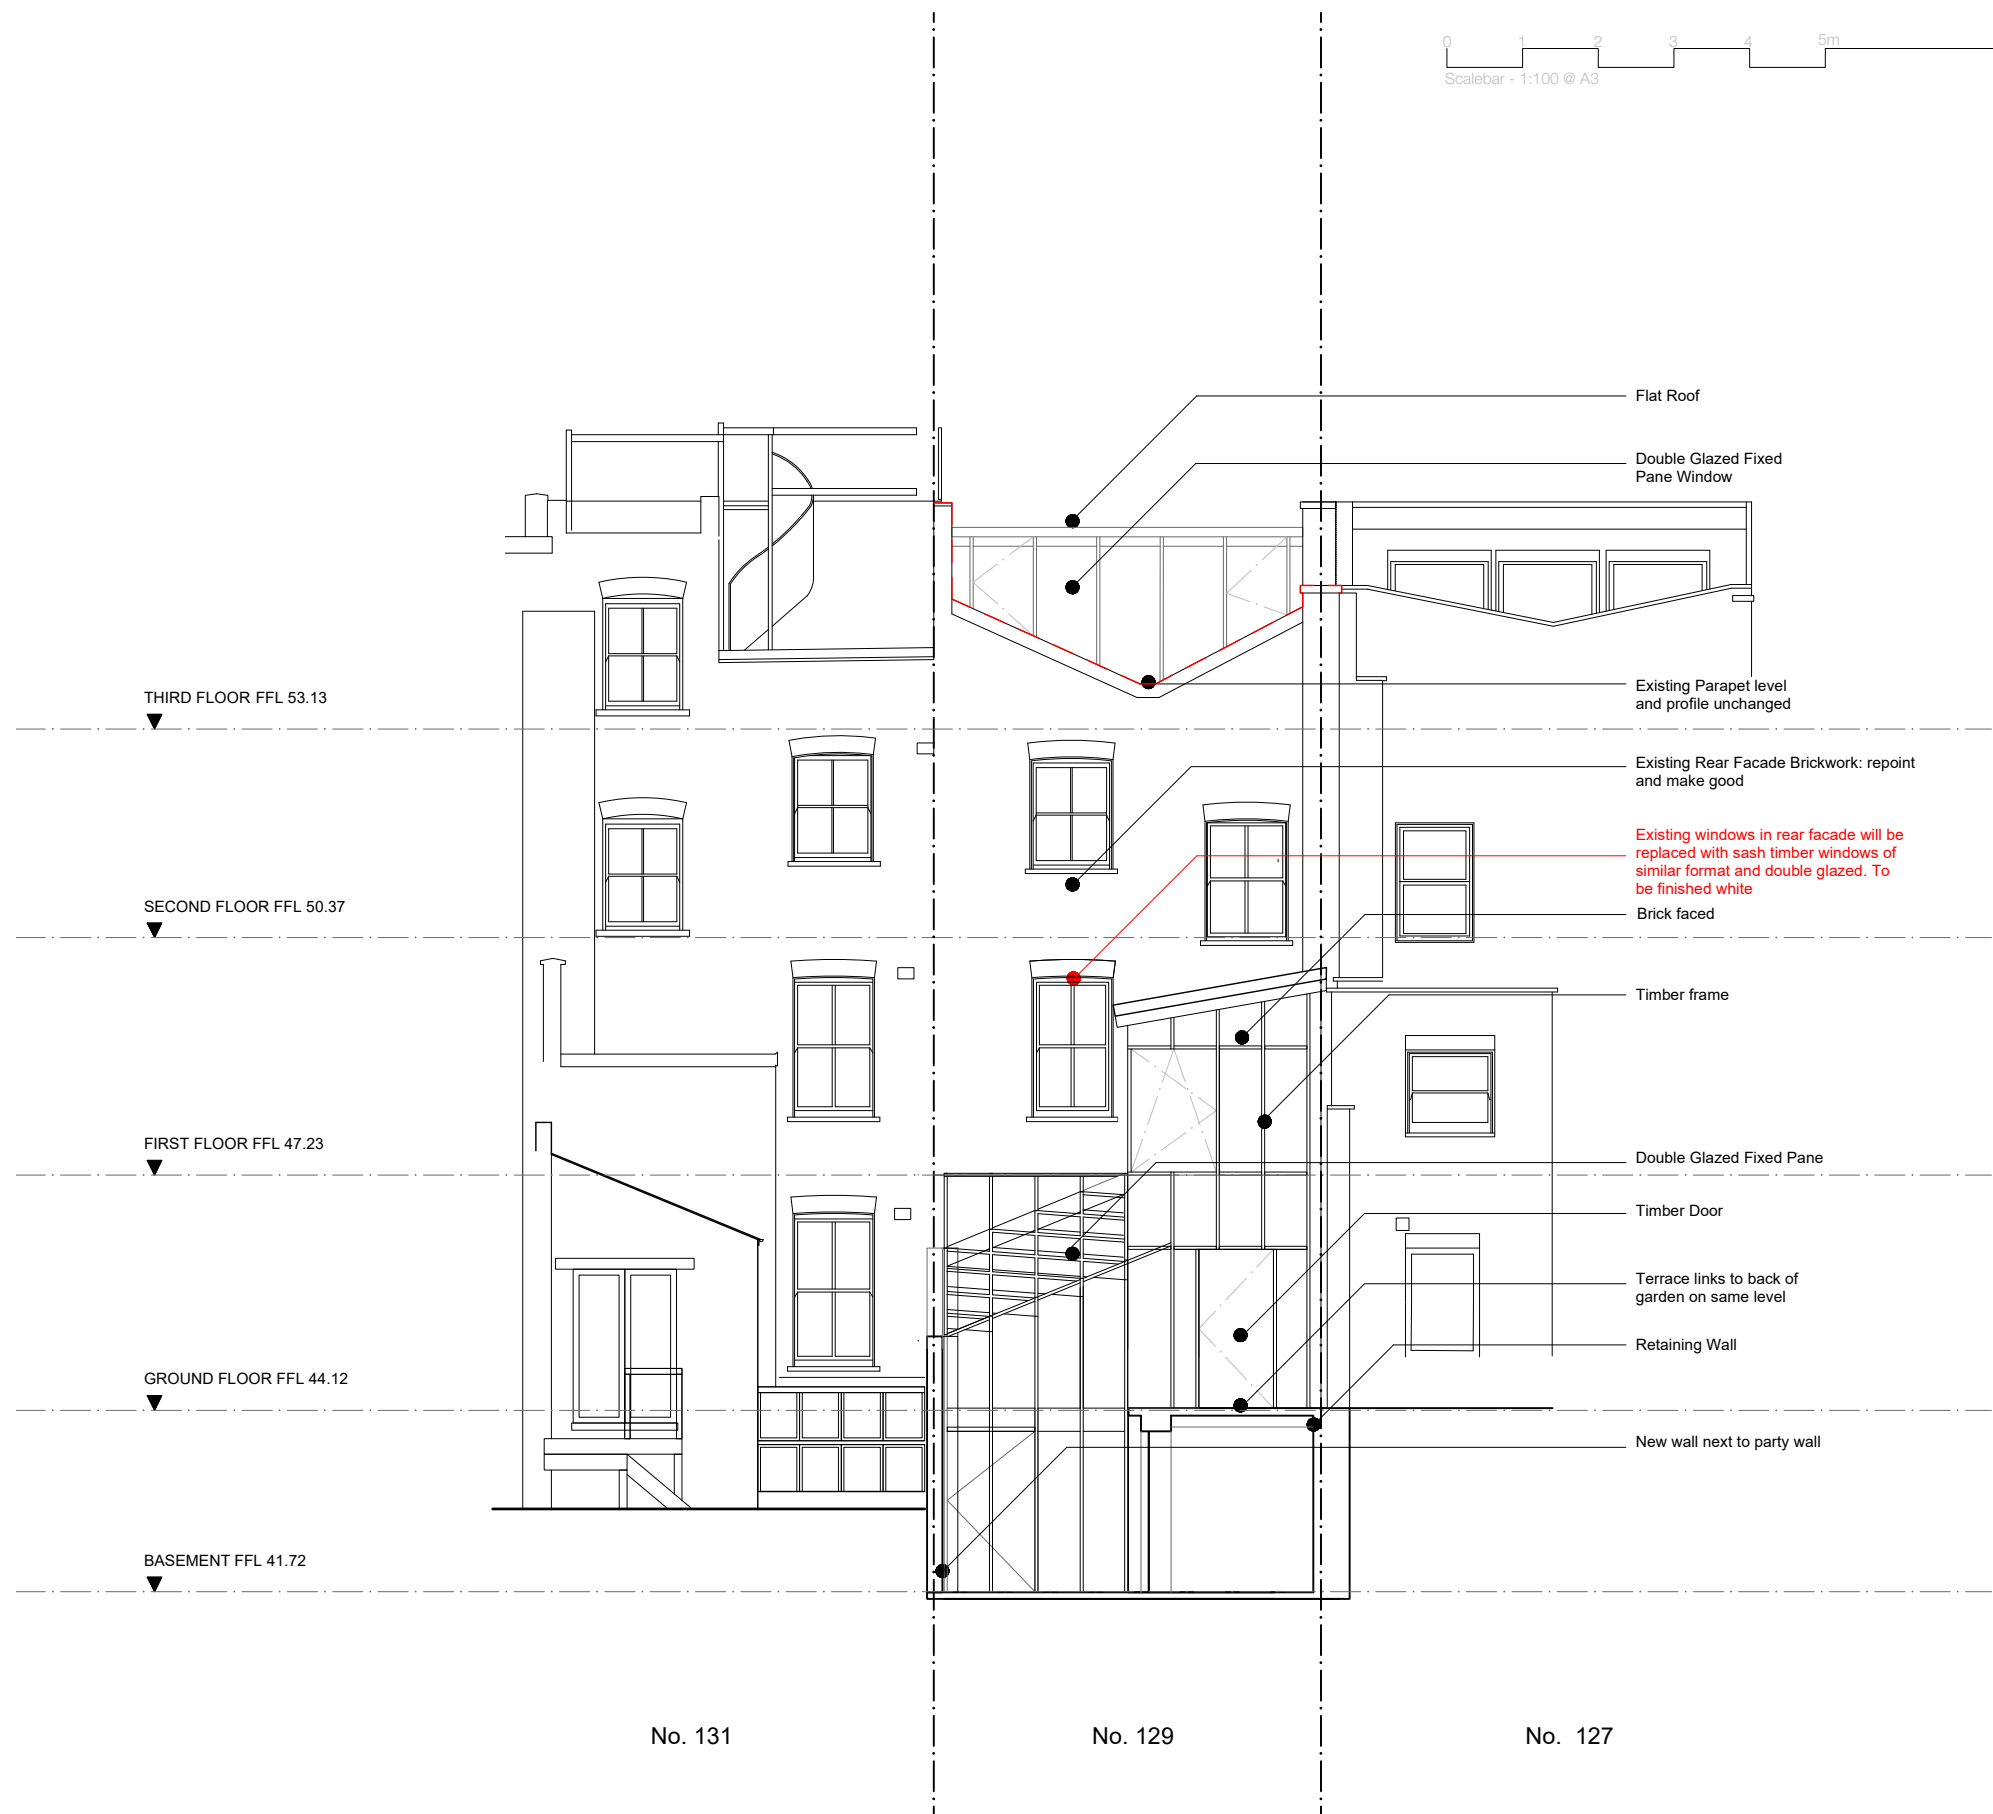 0 1 2 3 4 5m
Scalebar - 1:100 @ A3
Flat Roof
Double Glazed Fixed
Pane Window
Existing Parapet level
and profile unchanged
THIRD FLOOR FFL 53.13
Existing Rear Facade Brickwork: repoint
and make good
Existing windows in rear facade will be
replaced with sash timber windows of
similar format and double glazed. To
be finished white
SECOND FLOOR FFL 50.37
Brick faced
Timber frame
FIRST FLOOR FFL 47.23
Double Glazed Fixed Pane
Timber Door
Terrace links to back of
garden on same level
Retaining Wall
GROUND FLOOR FFL 44.12
New wall next to party wall
BASEMENT FFL 41.72
No. 131
No. 129
No. 127